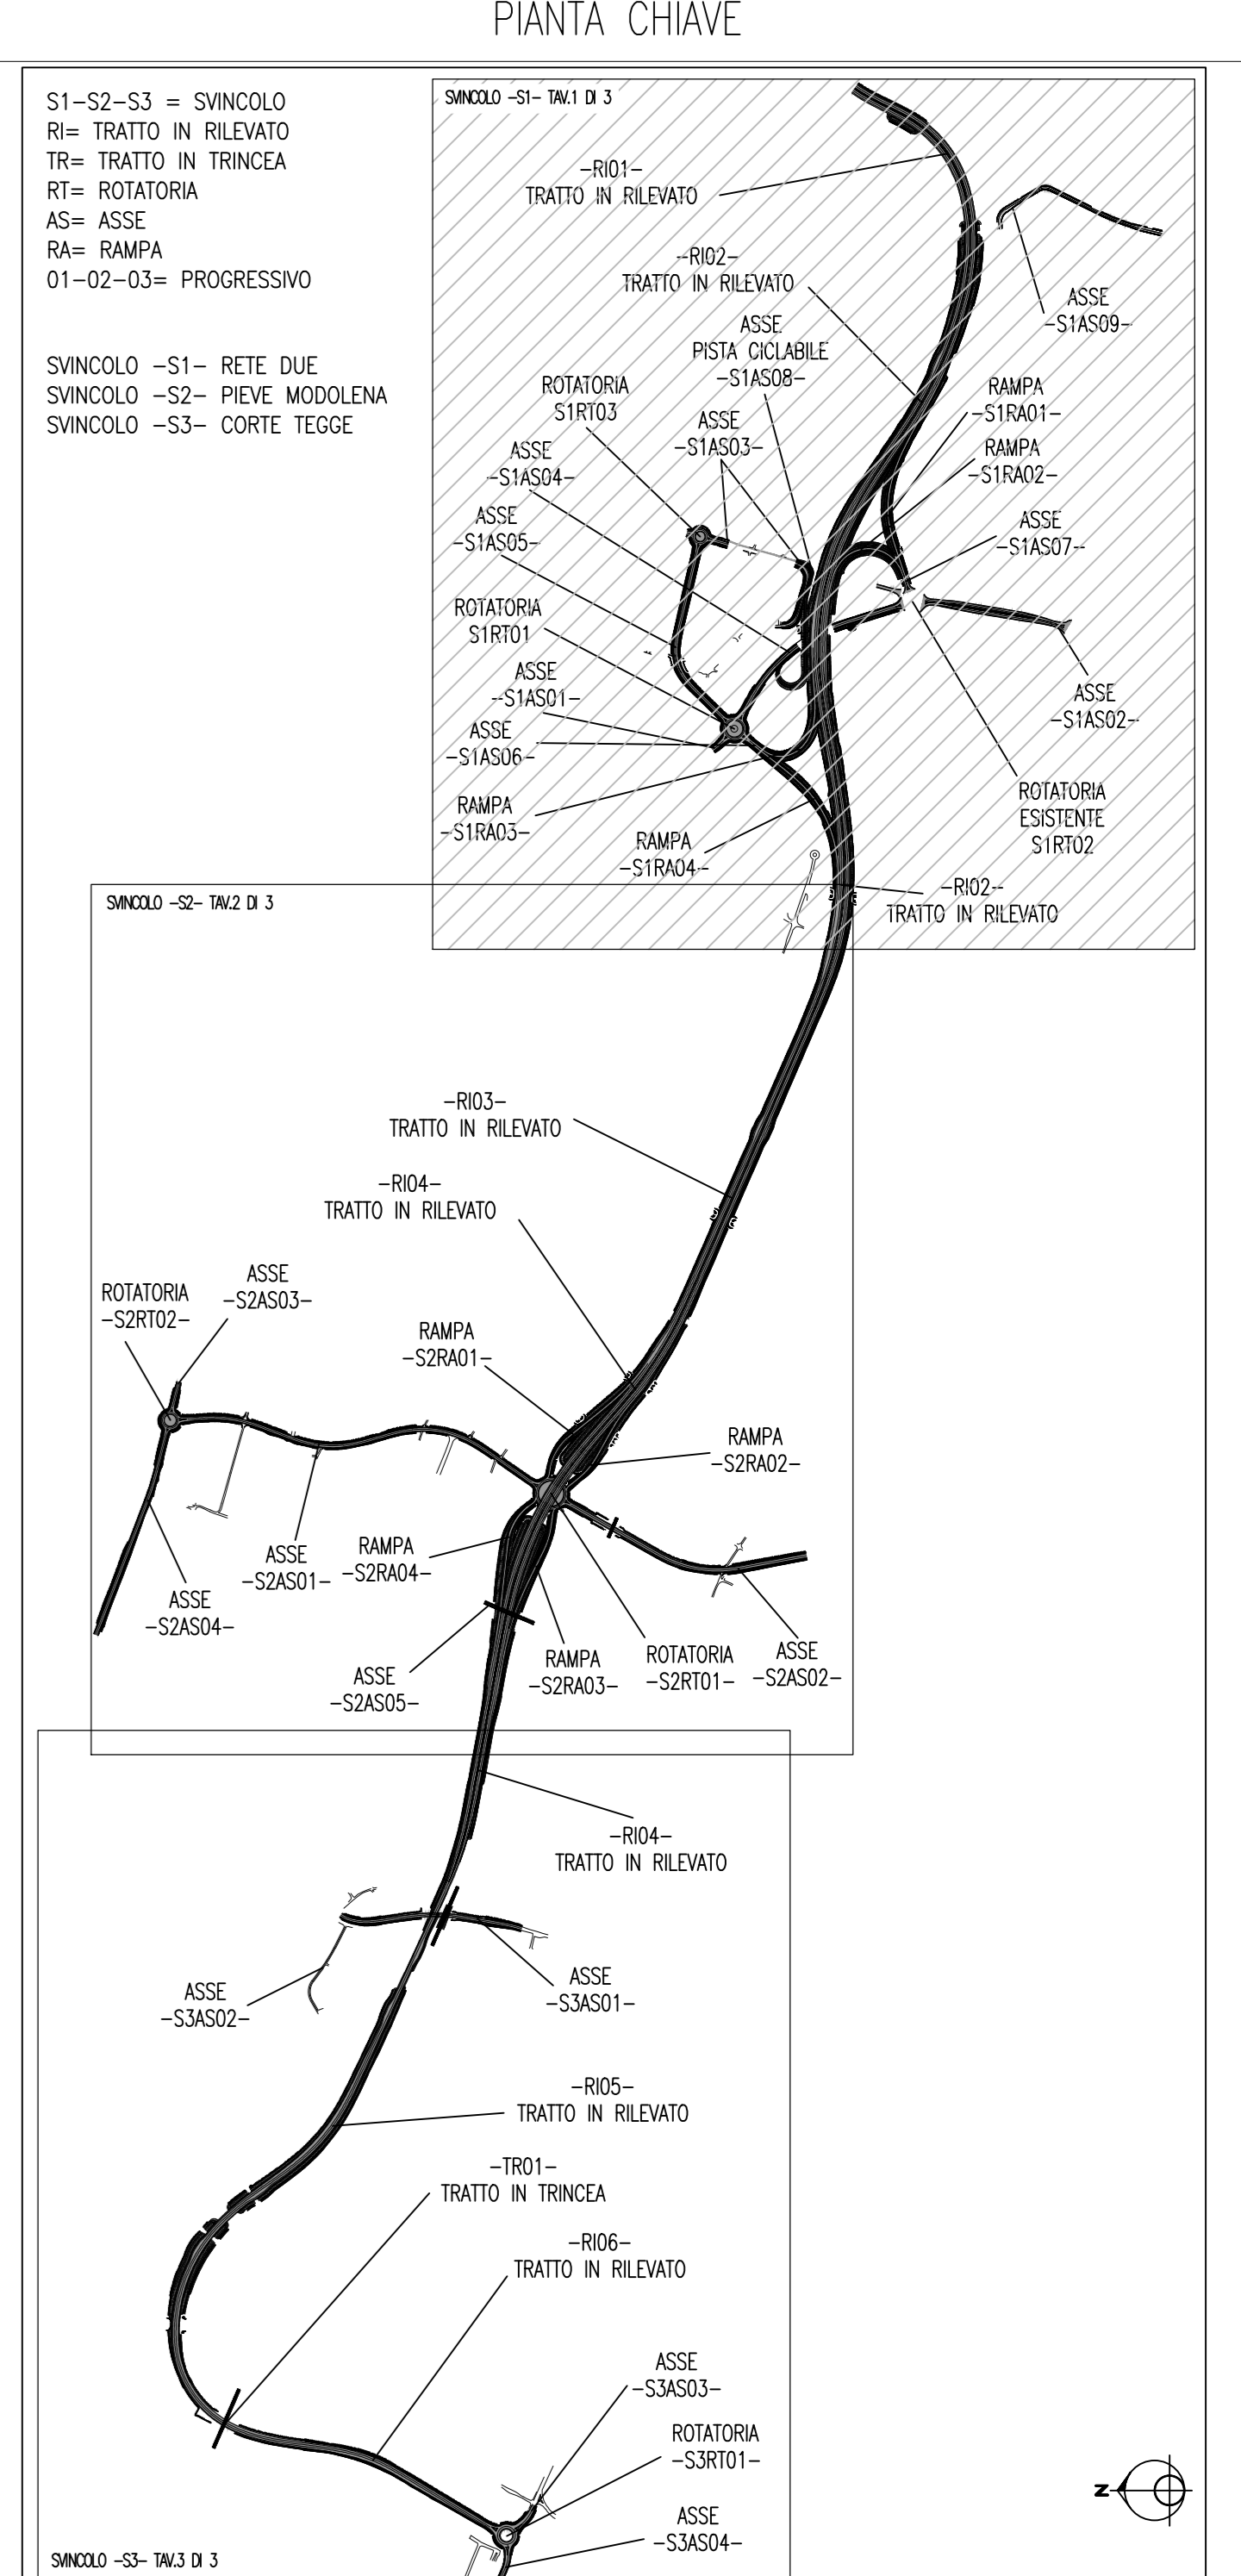 PIANTA CHIAVE
S1-S2-S3 = SVINCOLO
RI= TRATTO IN RILEVATO
TR= TRATTO IN TRINCEA
RT= ROTATORIA
AS= ASSE
RA= RAMPA
01-02-03= PROGRESSIVO
SVINCOLO -S1- RETE DUE
SVINCOLO -S2- PIEVE MODOLENA
SVINCOLO -S3- CORTE TEGGE
SVINCOLO -S1- TAV.1 DI 3
-RI01-
TRATTO IN RILEVATO
-RI02-
TRATTO IN RILEVATO
ASSE
-S1AS09-
ASSE
PISTA CICLABILE
-S1AS08-
ROTATORIA
S1RT03
ASSE
-S1AS03-
RAMPA
-S1RA01-
RAMPA
-S1RA02-
ASSE
-S1AS04-
ASSE
-S1AS05-
ASSE
-S1AS07-
ROTATORIA
S1RT01
ASSE
-S1AS01-
ASSE
-S1AS02-
ASSE
-S1AS06-
RAMPA
-S1RA03-
RAMPA
-S1RA04-
ROTATORIA
ESISTENTE
S1RT02
-RI02-
TRATTO IN RILEVATO
SVINCOLO -S2- TAV.2 DI 3
-RI03-
TRATTO IN RILEVATO
-RI04-
TRATTO IN RILEVATO
ROTATORIA
-S2RT02-
ASSE
-S2AS03-
RAMPA
-S2RA01-
RAMPA
-S2RA02-
ASSE
-S2AS01-
RAMPA
-S2RA04-
ASSE
-S2AS04-
ASSE
-S2AS05-
RAMPA
-S2RA03-
ROTATORIA
-S2RT01-
ASSE
-S2AS02-
-RI04-
TRATTO IN RILEVATO
ASSE
-S3AS02-
ASSE
-S3AS01-
-RI05-
TRATTO IN RILEVATO
-TR01-
TRATTO IN TRINCEA
-RI06-
TRATTO IN RILEVATO
ASSE
-S3AS03-
ROTATORIA
-S3RT01-
ASSE
-S3AS04-
N
SVINCOLO -S3- TAV.3 DI 3